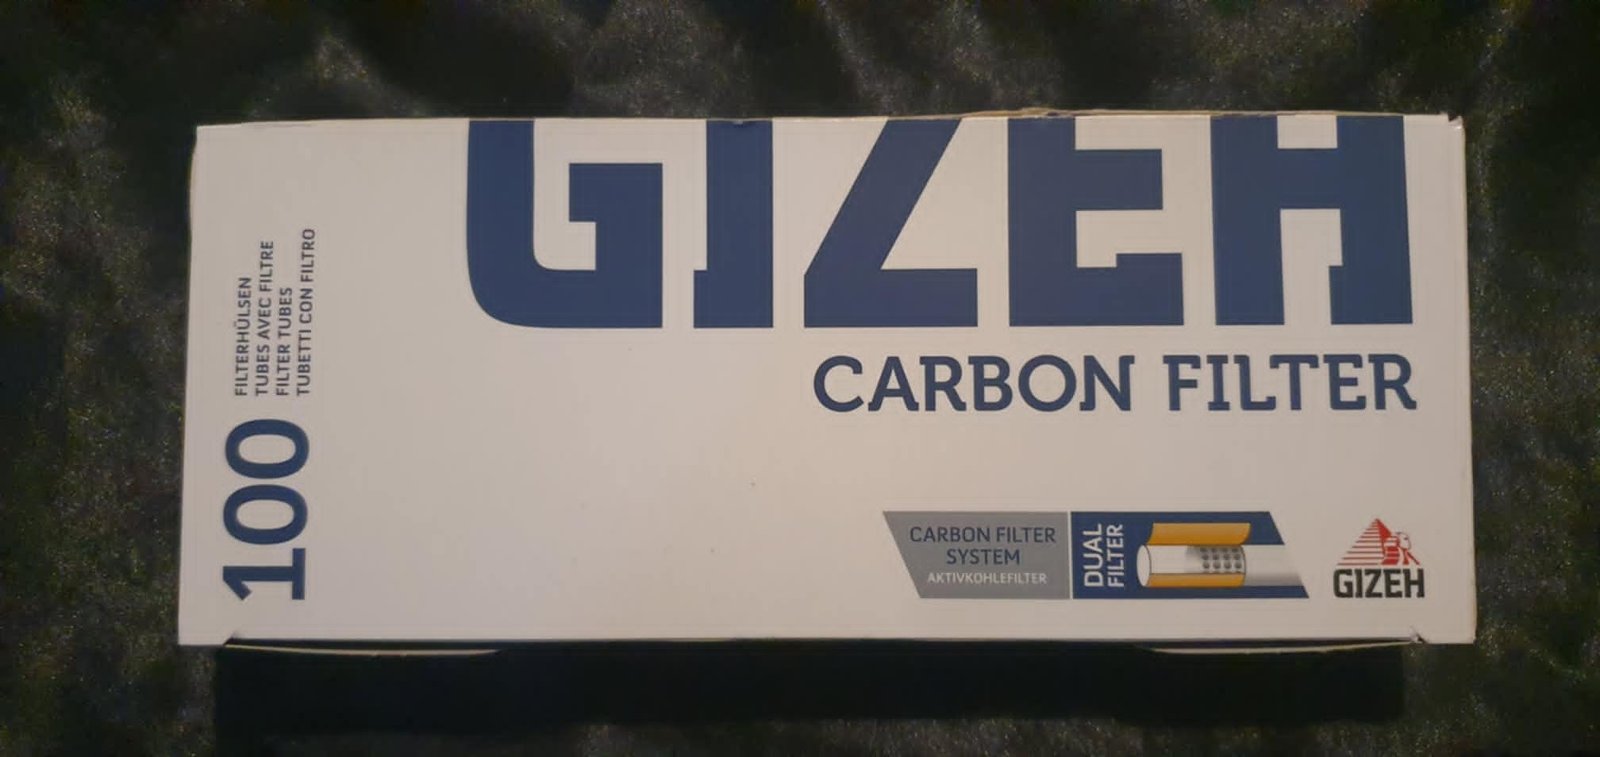 GIZEH
CARBON FILTER
100
FILTERHÜLSEN
TUBES AVEC FILTRE
FILTER TUBES
TUBETTI CON FILTRO
CARBON FILTER
SYSTEM
AKTIVKOHLEFILTER
DUAL
FILTER
GIZEH